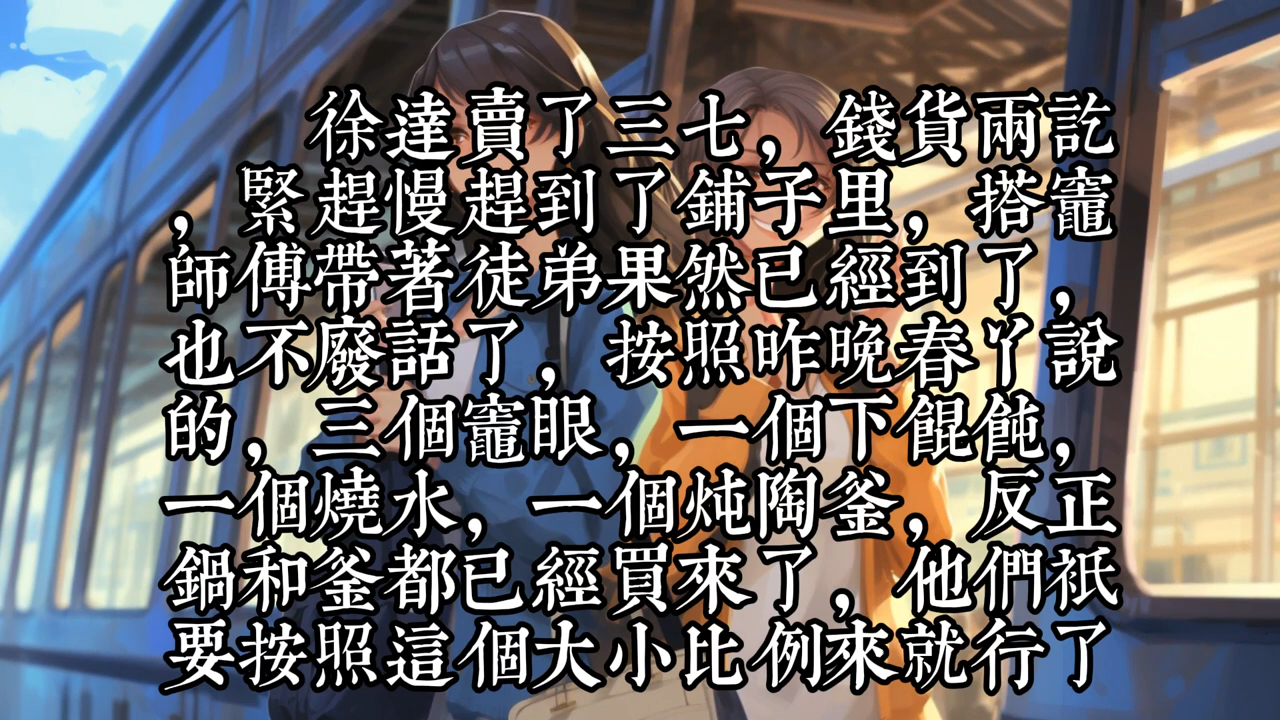 徐達賣了三七，錢貨兩訖
，緊趕慢趕到了鋪子里，搭竈
師傅帶著徒弟果然已經到了，
也不廢話了，按照昨晚春丫說
的，三個竈眼，一個下餛飩，
一個燒水，一個炖陶釜，反正
鍋和釜都已經買來了，他們衹
要按照這個大小比例來就行了